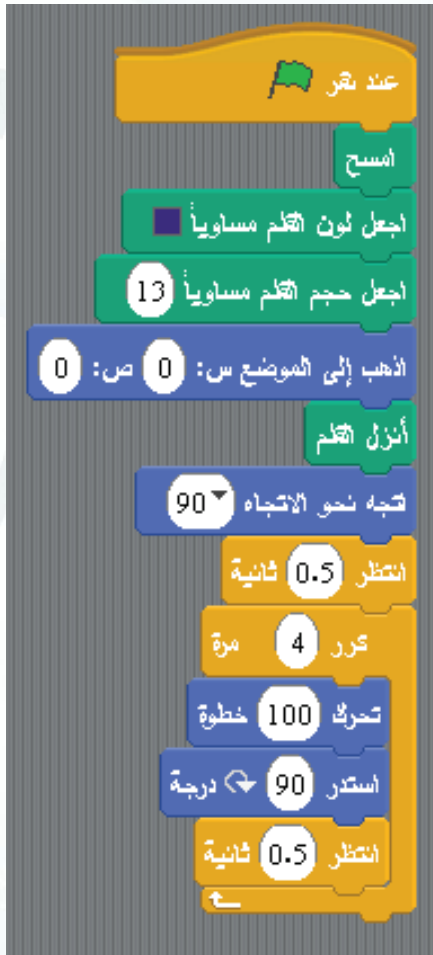 عند نقر
امسح
اجعل لون القلم مساوياً
اجعل حجم القلم مساوياً 13
اذهب إلى الموضع س: 0 ص: 0
أنزل القلم
اتجه نحو الاتجاه 90
انتظر 0.5 ثانية
كرر 4 مرة
تحرك 100 خطوة
استدر 90 درجة
انتظر 0.5 ثانية